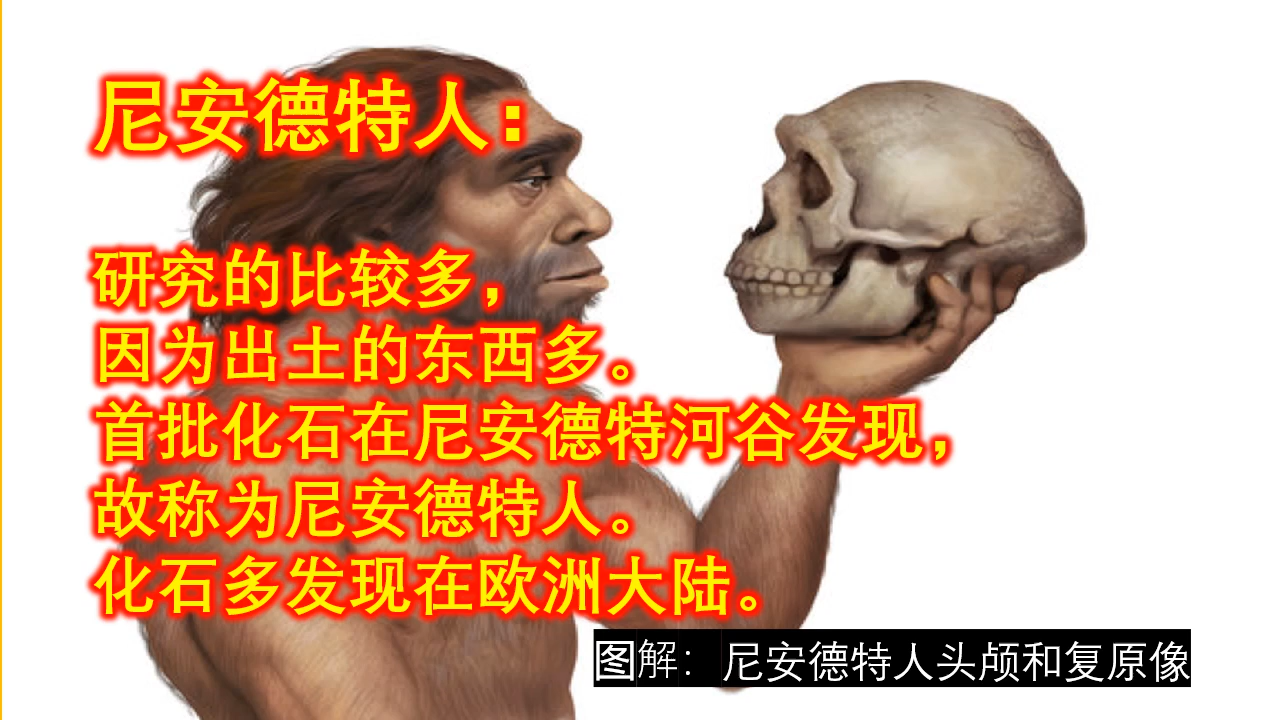 尼安德特人：
研究的比较多，
因为出土的东西多。
首批化石在尼安德特河谷发现，
故称为尼安德特人。
化石多发现在欧洲大陆。
图解：尼安德特人头颅和复原像